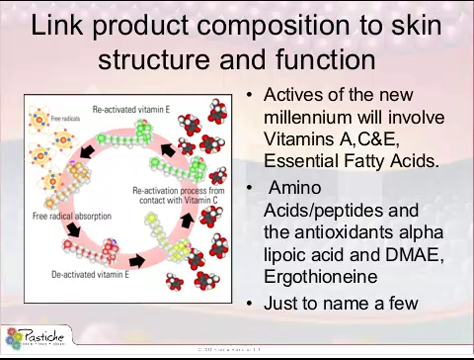 Link product composition to skin
structure and function
Re-activated vitamin E
Free radicals
Re-activation process from
contact with Vitamin C
Free radical absorption
De-activated vitamin E
• Actives of the new
millennium will involve
Vitamins A,C&E,
Essential Fatty Acids.
• Amino
Acids/peptides and
the antioxidants alpha
lipoic acid and DMAE,
Ergothioneine
• Just to name a few
Pastiche